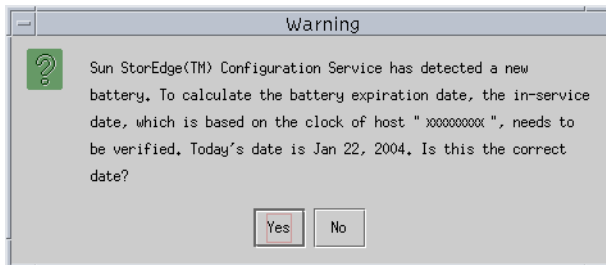 Warning
Sun StorEdge(TM) Configuration Service has detected a new
battery. To calculate the battery expiration date, the in-service
date, which is based on the clock of host " XXXXXXXXX ", needs to
be verified. Today's date is Jan 22, 2004. Is this the correct
date?
Yes No